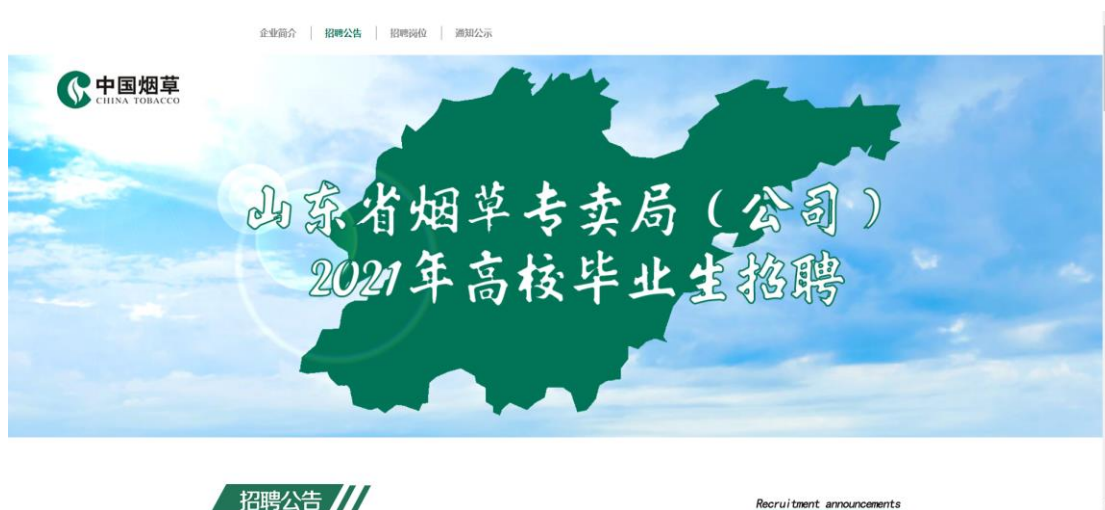 企业简介 | 招聘公告 | 招聘岗位 | 通知公示
中国烟草
CHINA TOBACCO
山东省烟草专卖局（公司）
2021年高校毕业生招聘
招聘公告
Recruitment announcements